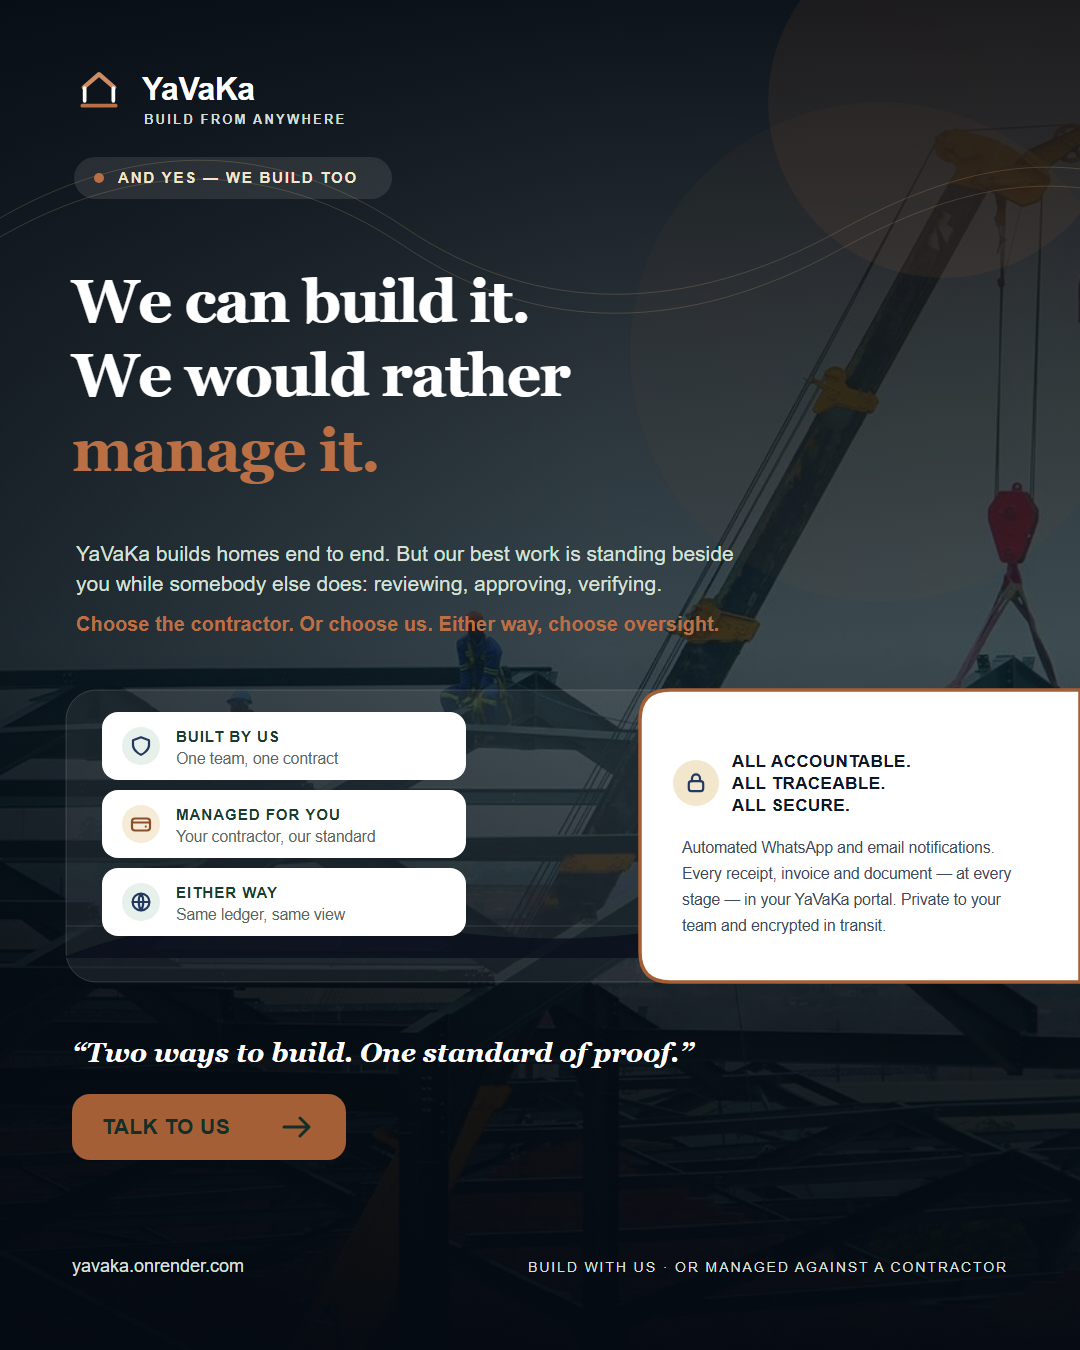 YaVaKa
BUILD FROM ANYWHERE
AND YES — WE BUILD TOO
We can build it.
We would rather
manage it.
YaVaKa builds homes end to end. But our best work is standing beside
you while somebody else does: reviewing, approving, verifying.
Choose the contractor. Or choose us. Either way, choose oversight.
BUILT BY US
One team, one contract
MANAGED FOR YOU
Your contractor, our standard
EITHER WAY
Same ledger, same view
ALL ACCOUNTABLE.
ALL TRACEABLE.
ALL SECURE.
Automated WhatsApp and email notifications.
Every receipt, invoice and document — at every
stage — in your YaVaKa portal. Private to your
team and encrypted in transit.
“Two ways to build. One standard of proof.”
TALK TO US
yavaka.onrender.com
BUILD WITH US · OR MANAGED AGAINST A CONTRACTOR